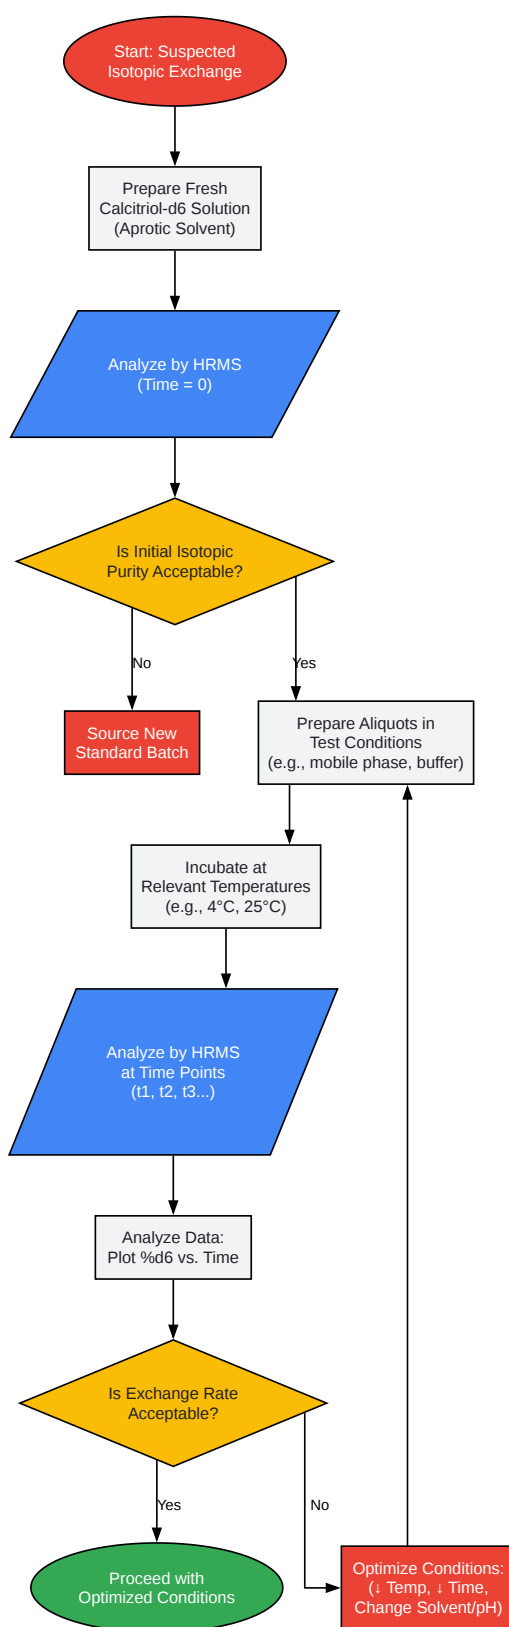 Start: Suspected
Isotopic Exchange
Prepare Fresh
Calcitriol-d6 Solution
(Aprotic Solvent)
Analyze by HRMS
(Time = 0)
Is Initial Isotopic
Purity Acceptable?
No
Yes
Source New
Standard Batch
Prepare Aliquots in
Test Conditions
(e.g., mobile phase, buffer)
Incubate at
Relevant Temperatures
(e.g., 4°C, 25°C)
Analyze by HRMS
at Time Points
(t1, t2, t3...)
Analyze Data:
Plot %d6 vs. Time
Is Exchange Rate
Acceptable?
Yes
No
Proceed with
Optimized Conditions
Optimize Conditions:
(↓ Temp, ↓ Time,
Change Solvent/pH)